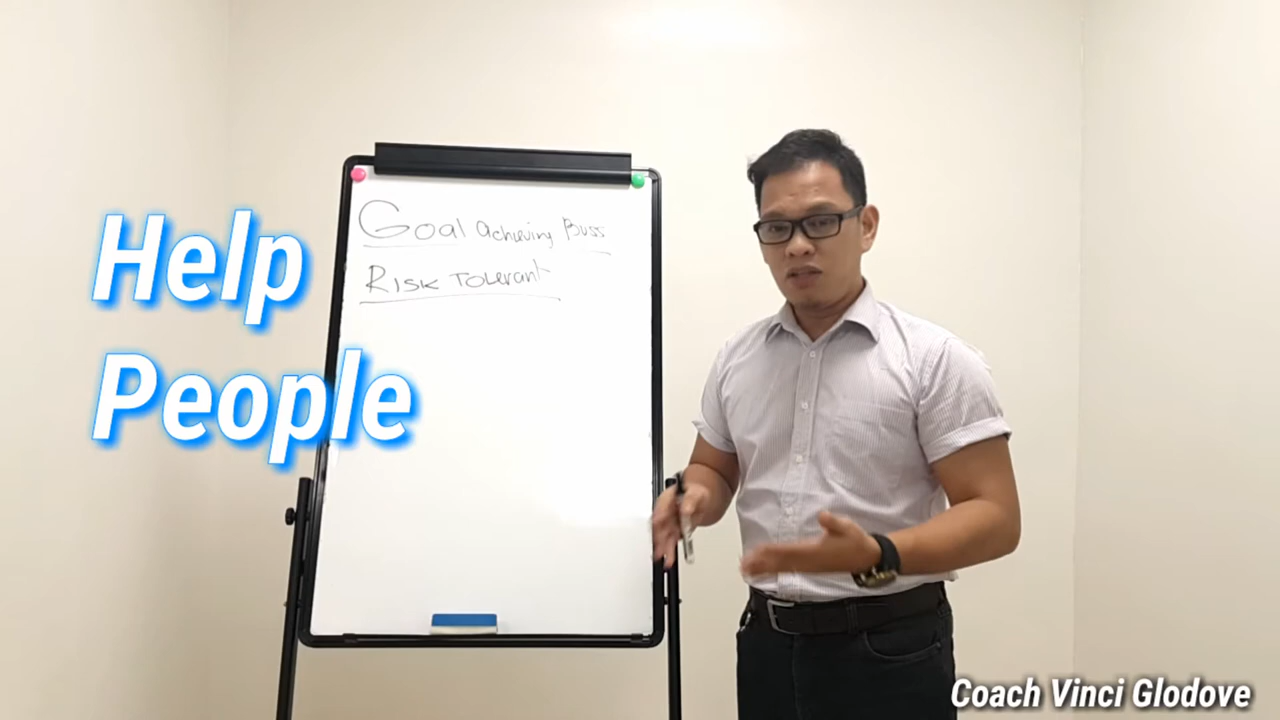 Goal Achieving Buss
Risk Tolerant
Help
People
Coach Vinci Glodove